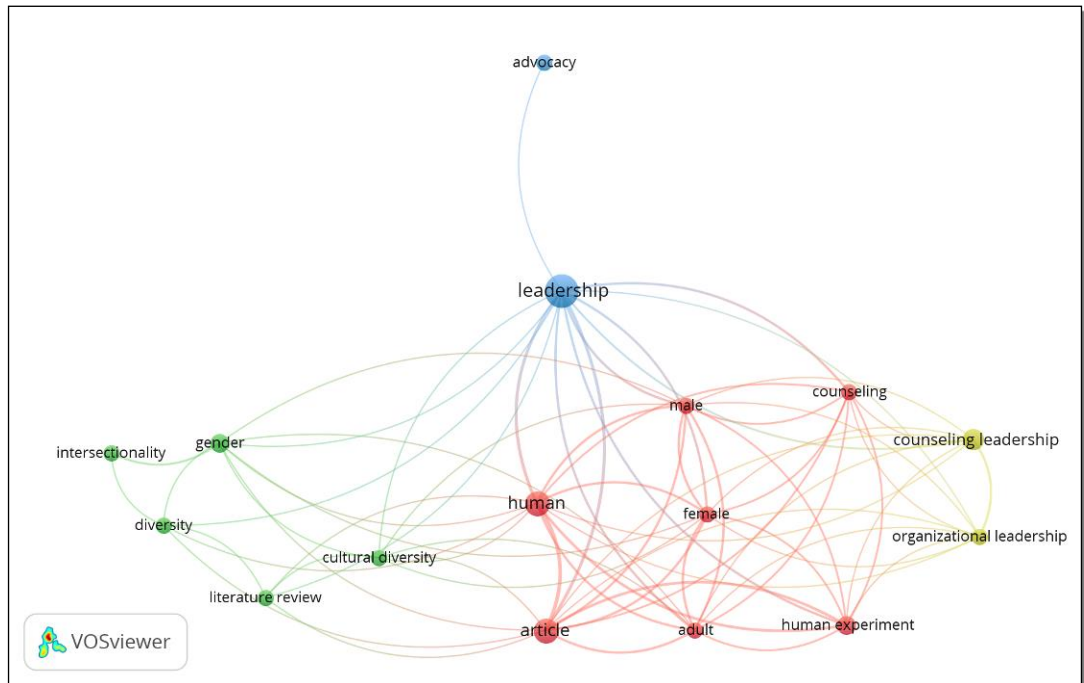 advocacy
leadership
counseling
male
counseling leadership
gender
intersectionality
human
female
diversity
organizational leadership
cultural diversity
literature review
human experiment
article
adult
VOSviewer